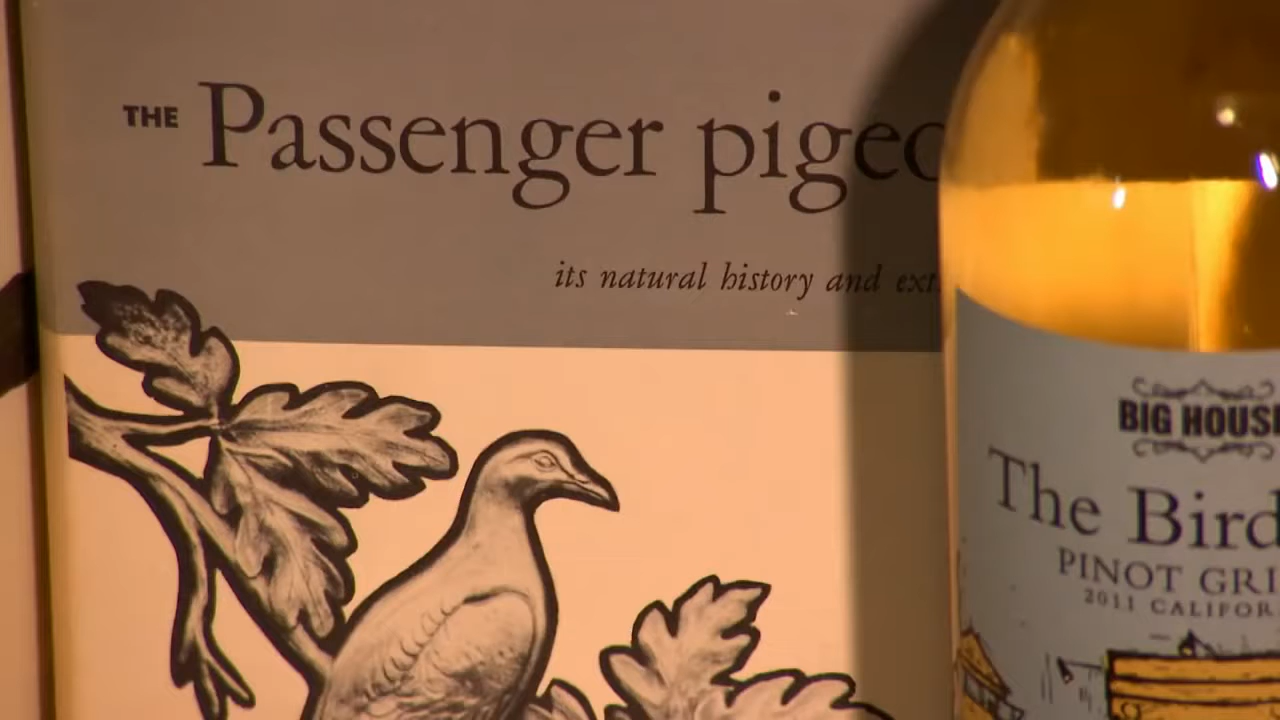 THE Passenger pigeo
its natural history and ext
BIG HOUS
The Bird
PINOT GRI
2011 CALIFOR